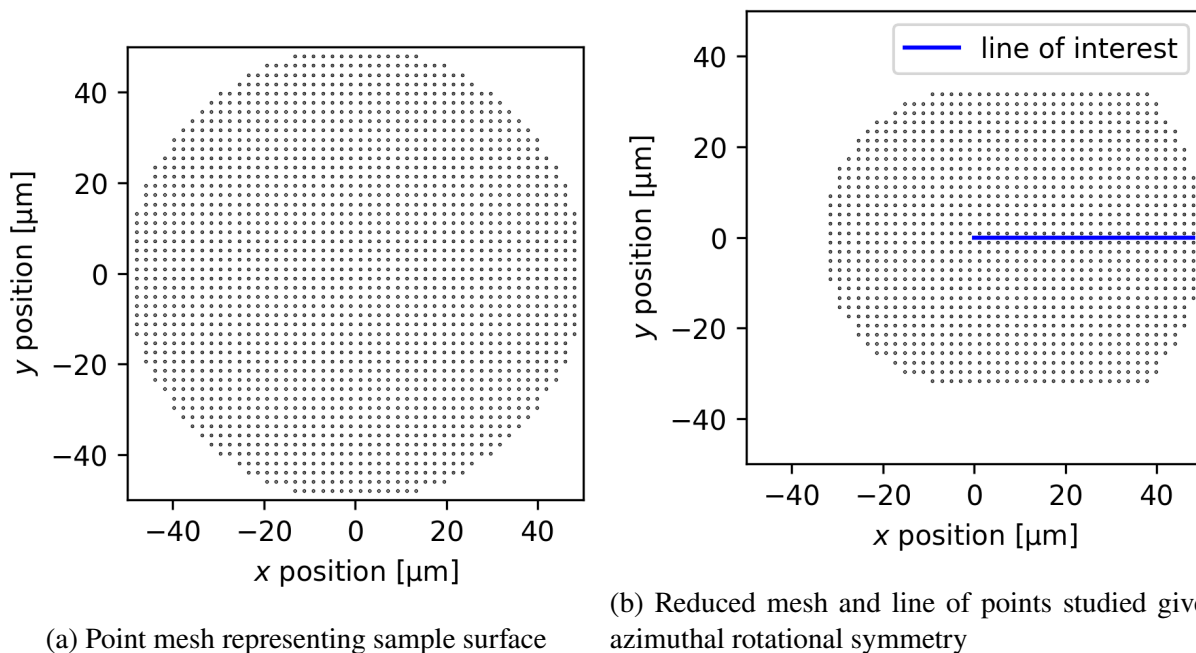 40
20
0
−20
−40
y position [μm]
−40 −20 0 20 40
x position [μm]
(a) Point mesh representing sample surface
line of interest
40
20
0
−20
−40
y position [μm]
−40 −20 0 20 40
x position [μm]
(b) Reduced mesh and line of points studied give
azimuthal rotational symmetry